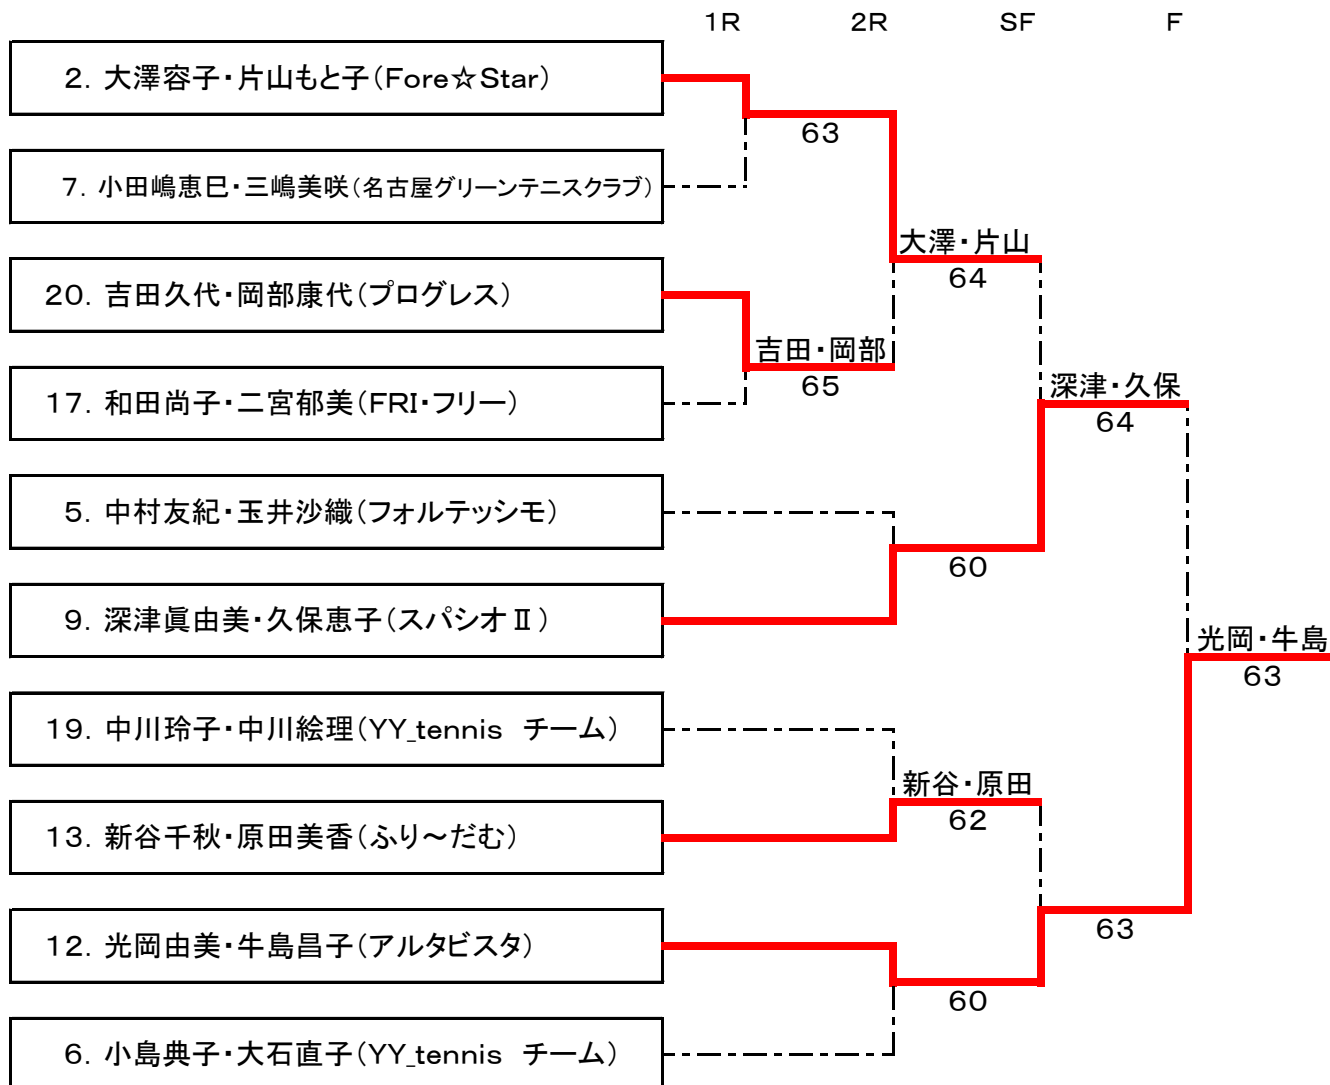 1R 2R SF F
2. 大澤容子・片山もと子(Fore☆Star)
63
7. 小田嶋恵巳・三嶋美咲(名古屋グリーンテニスクラブ)
大澤・片山
64
20. 吉田久代・岡部康代(プログレス)
吉田・岡部
65
17. 和田尚子・二宮郁美(FRI・フリー)
深津・久保
64
5. 中村友紀・玉井沙織(フォルテッシモ)
60
9. 深津眞由美・久保恵子(スパシオⅡ)
光岡・牛島
63
19. 中川玲子・中川絵理(YY_tennis チーム)
新谷・原田
62
13. 新谷千秋・原田美香(ふり~だむ)
63
12. 光岡由美・牛島昌子(アルタビスタ)
60
6. 小島典子・大石直子(YY_tennis チーム)